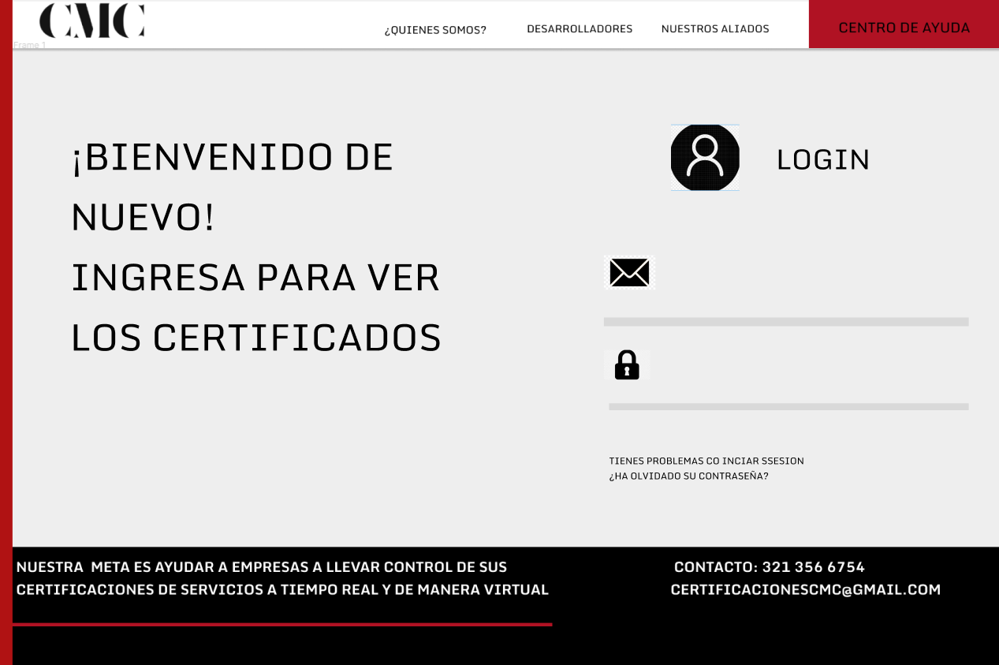 CMC
¿QUIENES SOMOS?
DESARROLLADORES
NUESTROS ALIADOS
CENTRO DE AYUDA
Frame 1
¡BIENVENIDO DE
NUEVO!
INGRESA PARA VER
LOS CERTIFICADOS
LOGIN
TIENES PROBLEMAS CO INCIAR SSESION
¿HA OLVIDADO SU CONTRASEÑA?
NUESTRA  META ES AYUDAR A EMPRESAS A LLEVAR CONTROL DE SUS
CERTIFICACIONES DE SERVICIOS A TIEMPO REAL Y DE MANERA VIRTUAL
CONTACTO: 321 356 6754
CERTIFICACIONESCMC@GMAIL.COM